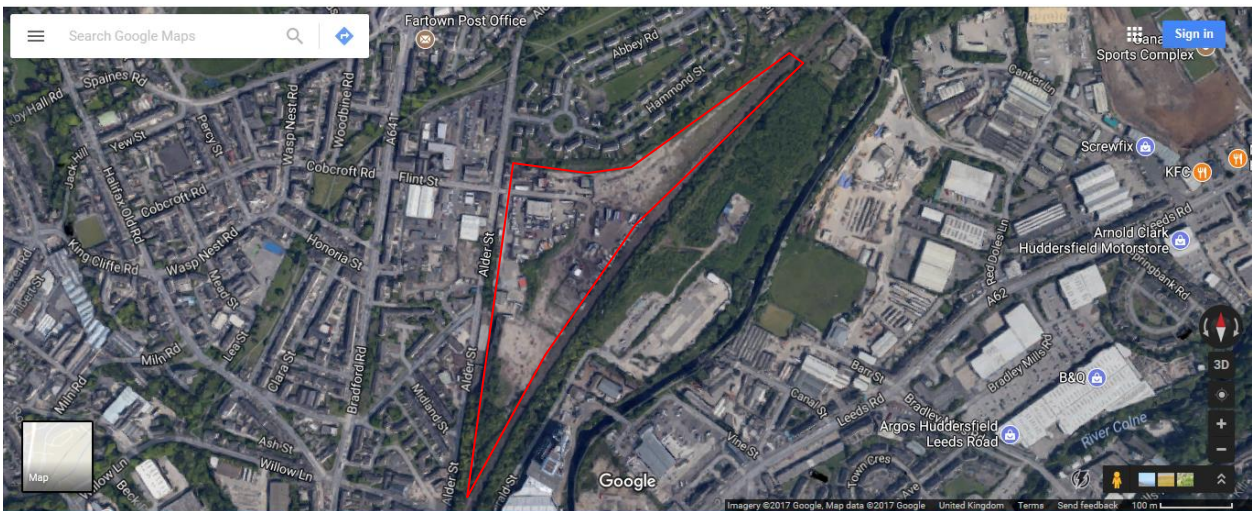 Search Google Maps
Sign in
Fartown Post Office
Abbey Rd
Hammond St
Canker Ln
Sports Complex
Spaines Rd
Yew St
Percy St
Wasp Nest Rd
Woodbine Rd
A641
Jack Hill
Halifax Old Rd
Cobcroft Rd
Cobcroft Rd
Flint St
Alder St
Screwfix
KFC
Leeds Rd
King Cliffe Rd
Wasp Nest Rd
Mead St
Honoria St
Red Doles Ln
A62
Arnold Clark
Huddersfield Motorstore
Springbank Rd
Miln Rd
Miln Rd
Lea St
Clara St
Bradford Rd
Midland St
Alder St
Barr St
Bradley Mills Rd
3D
B&Q
Canal St
Leeds Rd
Argos Huddersfield
Leeds Road
River Colne
Ash St
Willow Ln
Willow Ln
Alder St
Vine St
Town Cres
Map
Google
Imagery ©2017 Google, Map data ©2017 Google United Kingdom Terms Send feedback 100 m